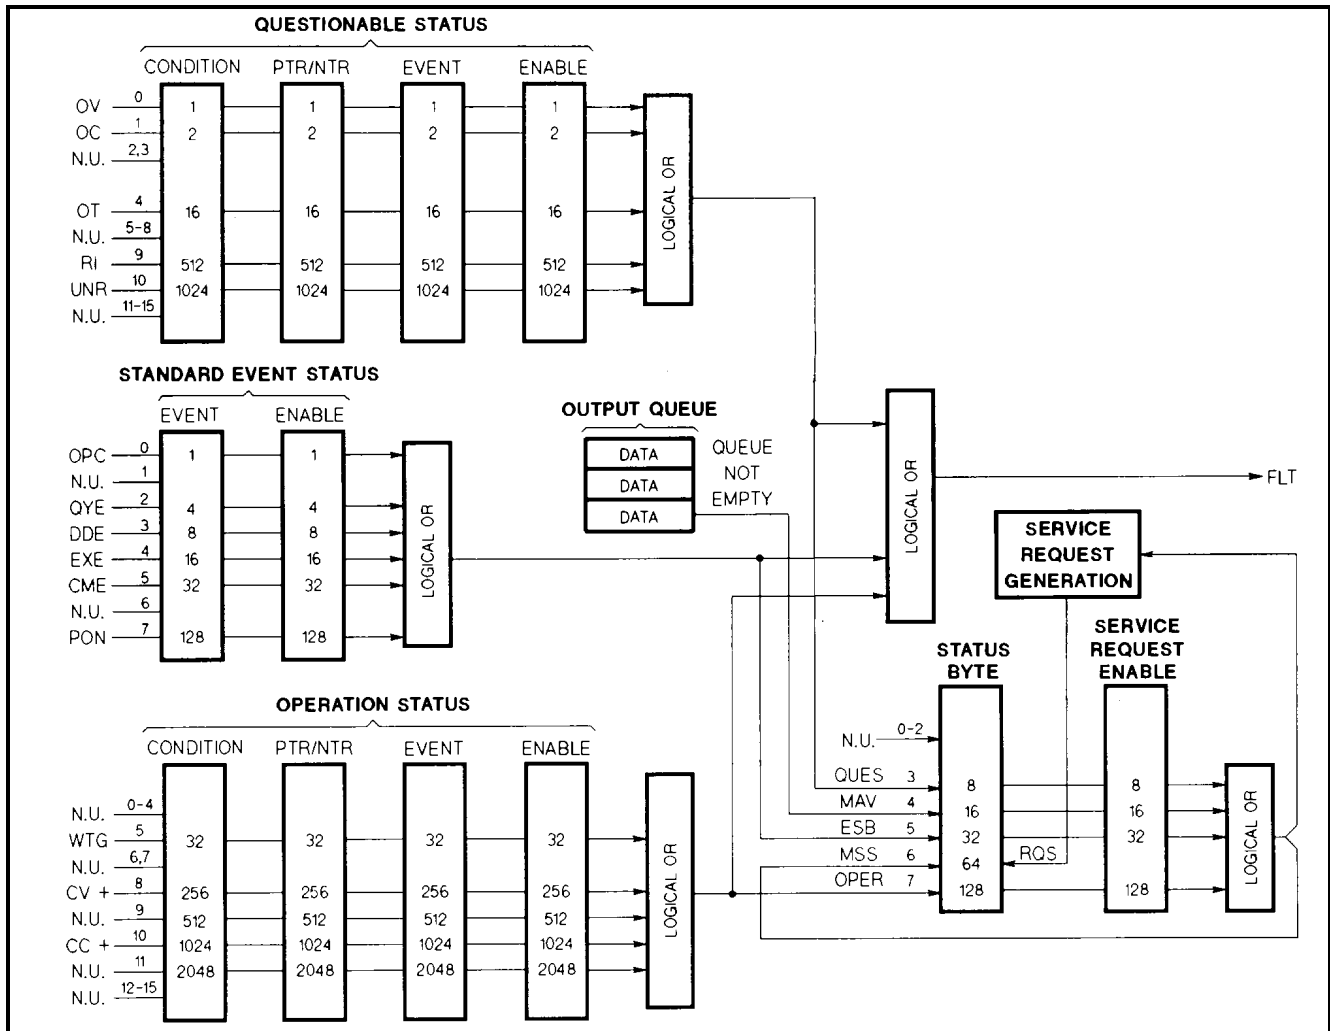 QUESTIONABLE STATUS
CONDITION PTR/NTR EVENT ENABLE
OV 0 1 1 1 1
OC 1 2 2 2 2
N.U. 2,3
OT 4 16 16 16 16
N.U. 5-8
RI 9 512 512 512 512
UNR 10 1024 1024 1024 1024
N.U. 11-15
LOGICAL OR
STANDARD EVENT STATUS
EVENT ENABLE
OPC 0 1 1
N.U. 1
QYE 2 4 4
DDE 3 8 8
EXE 4 16 16
CME 5 32 32
N.U. 6
PON 7 128 128
LOGICAL OR
OUTPUT QUEUE
DATA
DATA
DATA
QUEUE
NOT
EMPTY
LOGICAL OR
FLT
SERVICE
REQUEST
GENERATION
OPERATION STATUS
CONDITION PTR/NTR EVENT ENABLE
N.U. 0-4
WTG 5 32 32 32 32
N.U. 6,7
CV + 8 256 256 256 256
N.U. 9 512 512 512 512
CC + 10 1024 1024 1024 1024
N.U. 11 2048 2048 2048 2048
N.U. 12-15
LOGICAL OR
STATUS
BYTE
SERVICE
REQUEST
ENABLE
N.U. 0-2
QUES 3 8 8
MAV 4 16 16
ESB 5 32 32
MSS 6 64 RQS
OPER 7 128 128
LOGICAL OR